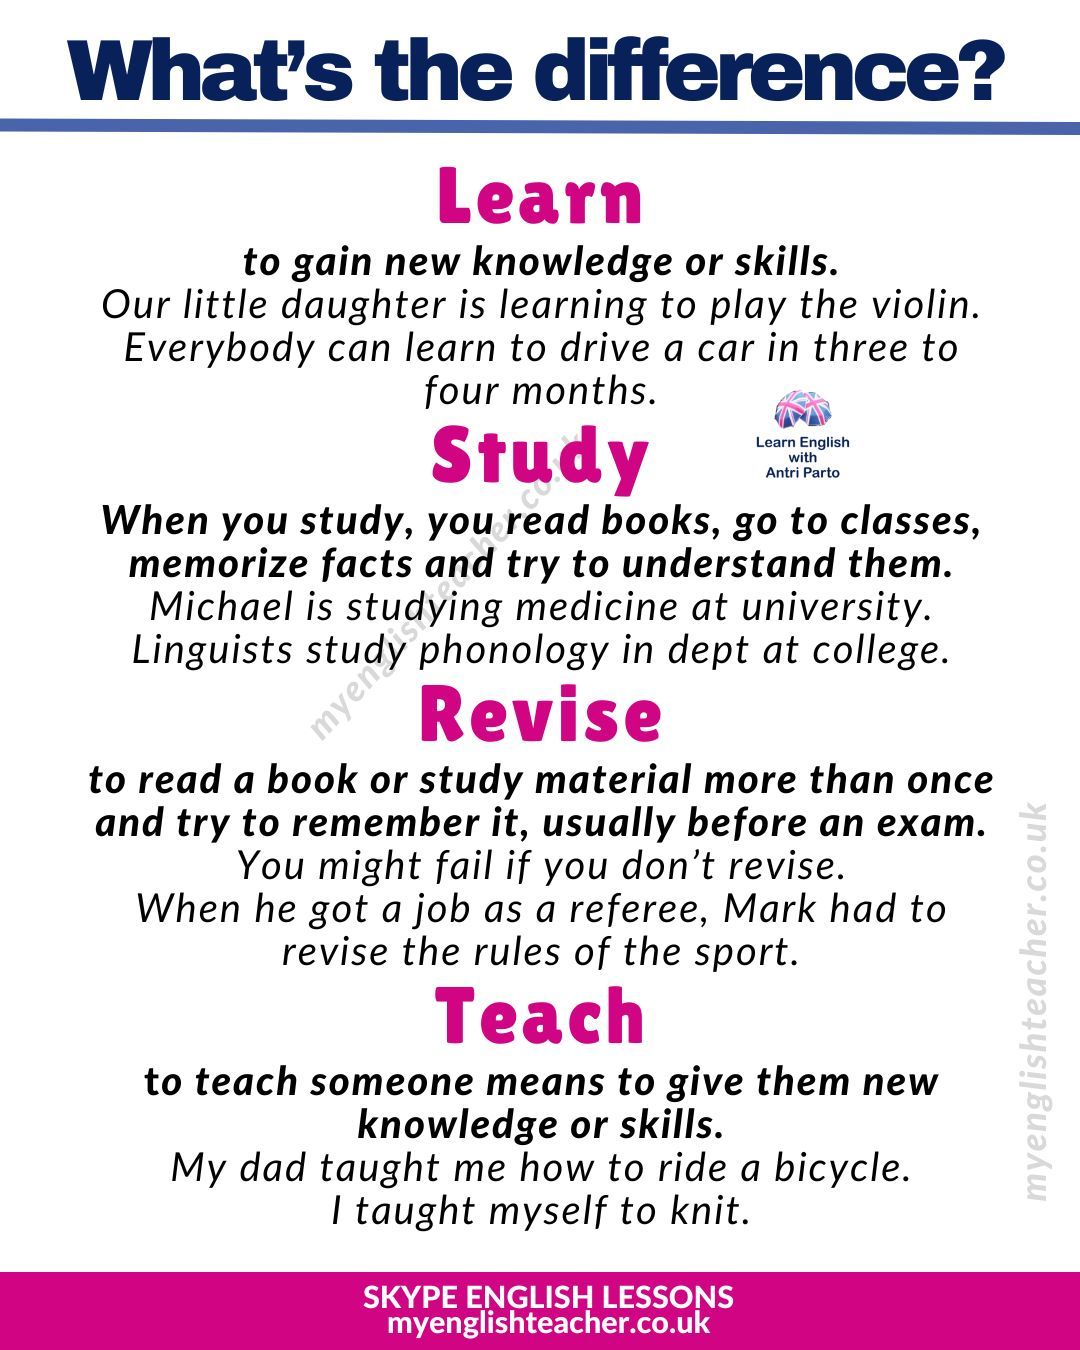 What's the difference?
Learn
to gain new knowledge or skills.
Our little daughter is learning to play the violin.
Everybody can learn to drive a car in three to
four months.
Learn English
with
Antri Parto
Study
When you study, you read books, go to classes,
memorize facts and try to understand them.
Michael is studying medicine at university.
Linguists study phonology in dept at college.
myenglishteacher.co.uk
Revise
to read a book or study material more than once
and try to remember it, usually before an exam.
You might fail if you don't revise.
When he got a job as a referee, Mark had to
revise the rules of the sport.
Teach
to teach someone means to give them new
knowledge or skills.
My dad taught me how to ride a bicycle.
I taught myself to knit.
myenglishteacher.co.uk
SKYPE ENGLISH LESSONS
myenglishteacher.co.uk